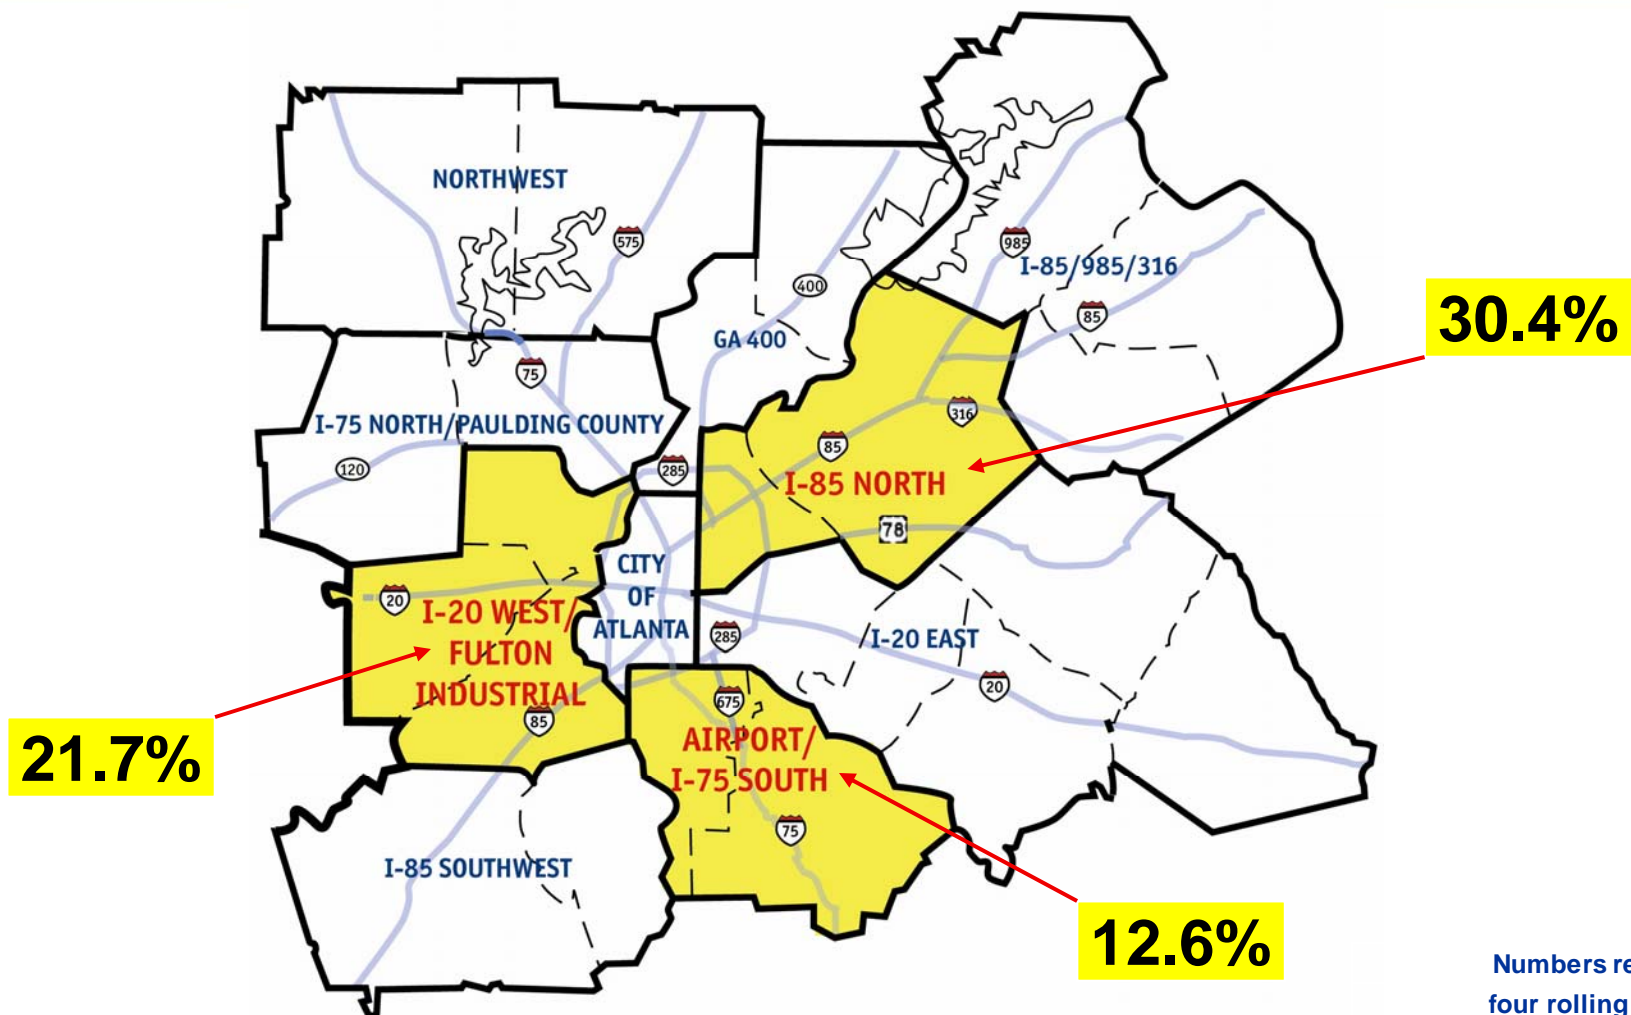 NORTHWEST
575
985
I-85/985/316
400
85
30.4%
GA 400
75
316
I-75 NORTH/PAULDING COUNTY
85
120
285
I-85 NORTH
78
CITY
OF
ATLANTA
20
I-20 WEST/
FULTON
INDUSTRIAL
285
I-20 EAST
20
675
85
21.7%
AIRPORT/
I-75 SOUTH
75
I-85 SOUTHWEST
12.6%
Numbers re
four rolling